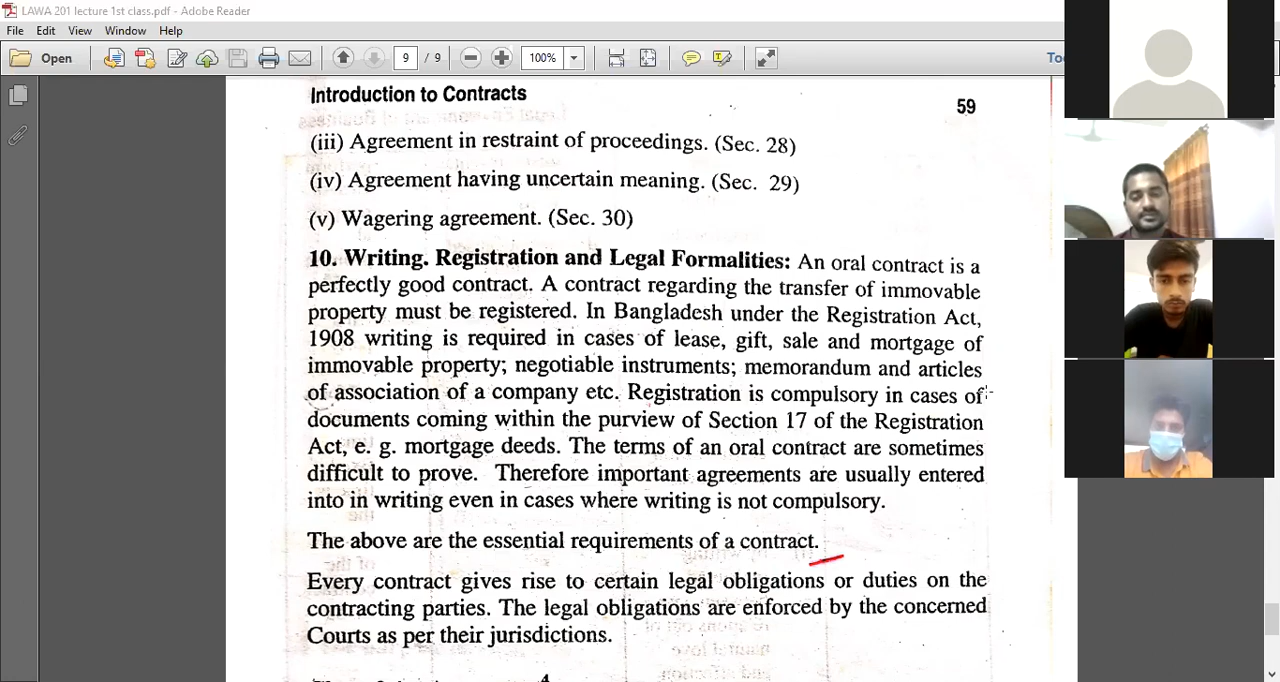 LAWA 201 lecture 1st class.pdf - Adobe Reader
File Edit View Window Help
Open 9 / 9 100% To
Introduction to Contracts
59
(iii) Agreement in restraint of proceedings. (Sec. 28)
(iv) Agreement having uncertain meaning. (Sec. 29)
(v) Wagering agreement. (Sec. 30)
10. Writing. Registration and Legal Formalities: An oral contract is a
perfectly good contract. A contract regarding the transfer of immovable
property must be registered. In Bangladesh under the Registration Act,
1908 writing is required in cases of lease, gift, sale and mortgage of
immovable property; negotiable instruments; memorandum and articles
of association of a company etc. Registration is compulsory in cases of
documents coming within the purview of Section 17 of the Registration
Act, e. g. mortgage deeds. The terms of an oral contract are sometimes
difficult to prove. Therefore important agreements are usually entered
into in writing even in cases where writing is not compulsory.
The above are the essential requirements of a contract.
Every contract gives rise to certain legal obligations or duties on the
contracting parties. The legal obligations are enforced by the concerned
Courts as per their jurisdictions.